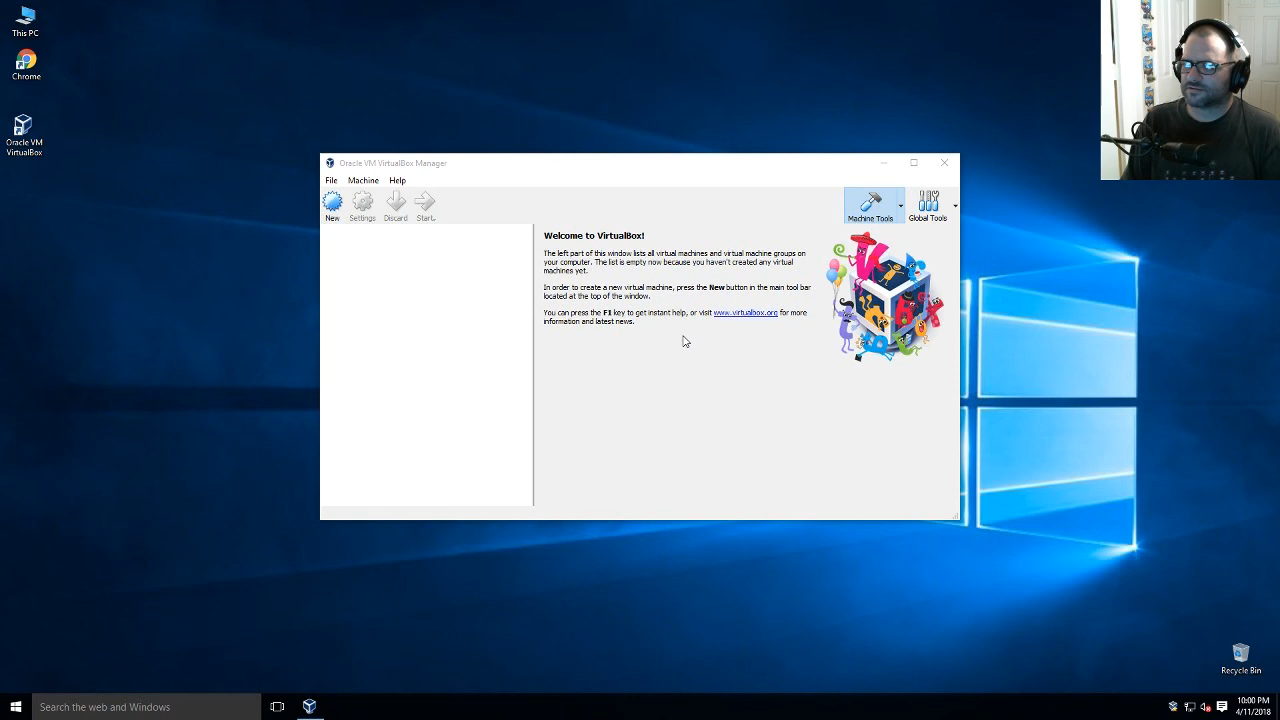 This PC
Chrome
Oracle VM
VirtualBox
Oracle VM VirtualBox Manager
File Machine Help
New Settings Discard Start
Machine Tools Global Tools
Welcome to VirtualBox!
The left part of this window lists all virtual machines and virtual machine groups on
your computer. The list is empty now because you haven't created any virtual
machines yet.
In order to create a new virtual machine, press the New button in the main tool bar
located at the top of the window.
You can press the F1 key to get instant help, or visit www.virtualbox.org for more
information and latest news.
Recycle Bin
Search the web and Windows
10:00 PM
4/11/2018